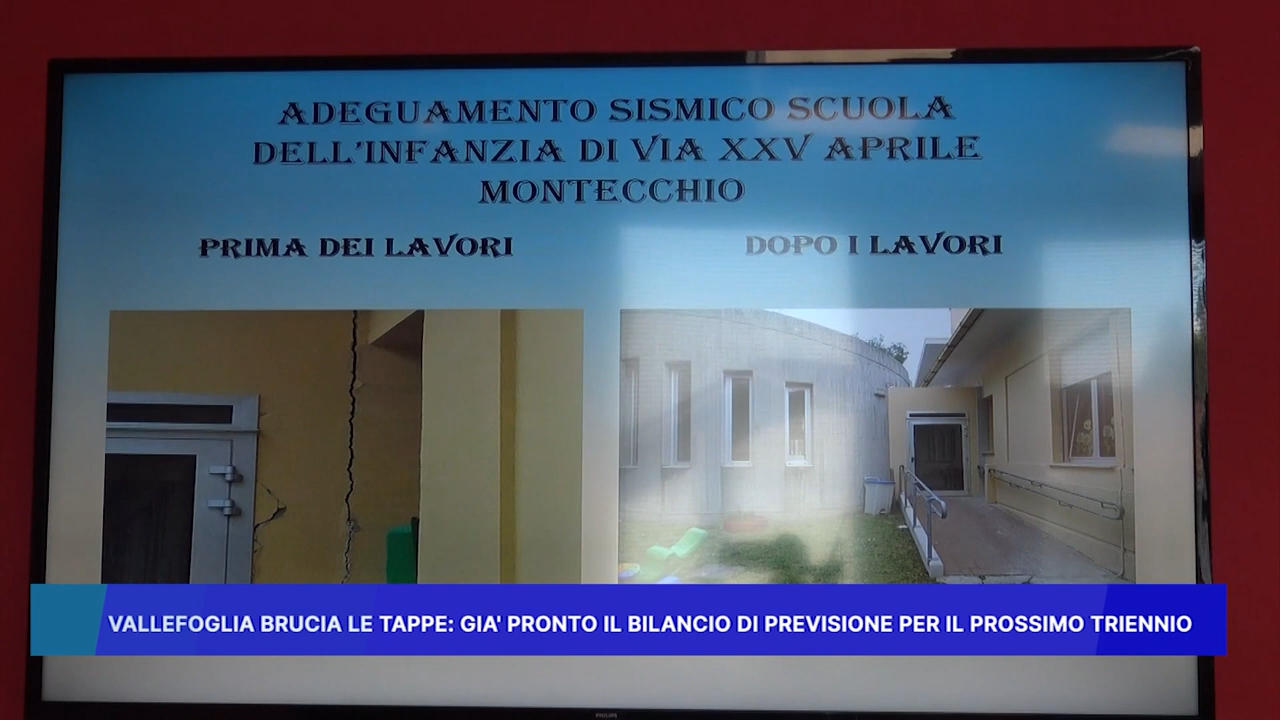 ADEGUAMENTO SISMICO SCUOLA
DELL'INFANZIA DI VIA XXV APRILE
MONTECCHIO
PRIMA DEI LAVORI
DOPO I LAVORI
VALLEFOGLIA BRUCIA LE TAPPE: GIA' PRONTO IL BILANCIO DI PREVISIONE PER IL PROSSIMO TRIENNIO
PHILIPS